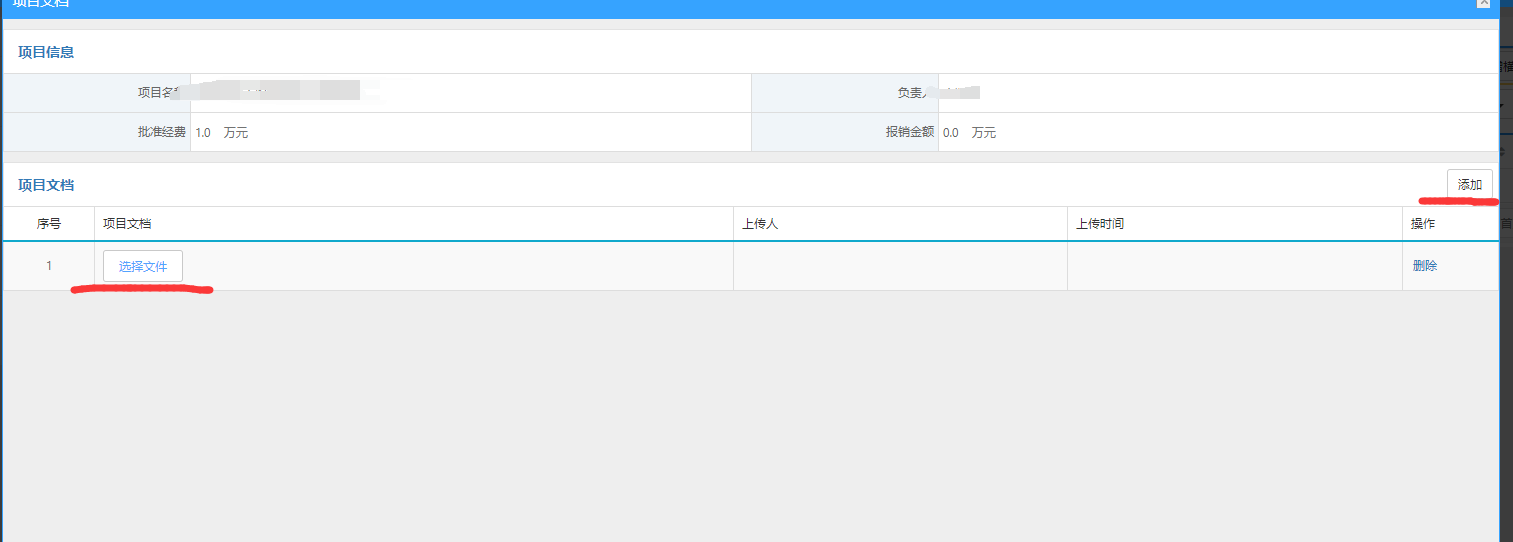 项目文档
项目信息
项目名
负责人
批准经费 1.0 万元 报销金额 0.0 万元
项目文档 添加
序号 项目文档 上传人 上传时间 操作
1 选择文件 删除
首